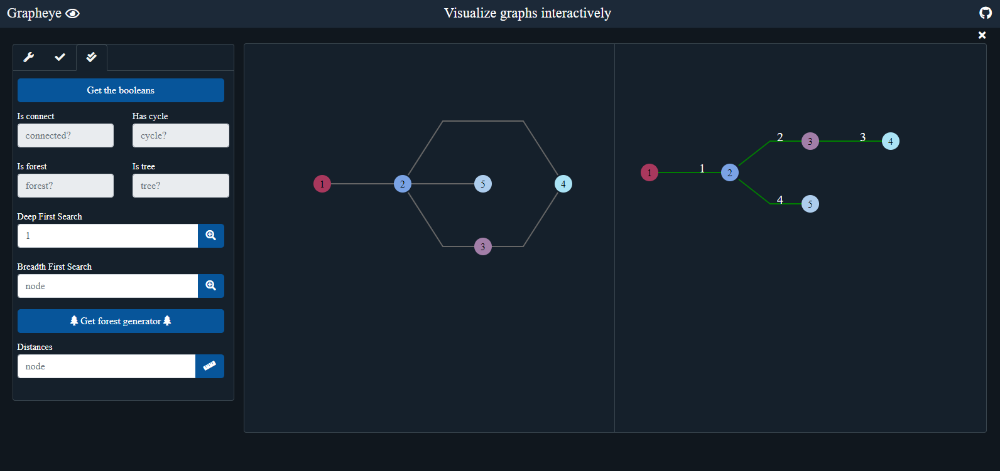 Grapheye
Visualize graphs interactively
Get the booleans
Is connect
Has cycle
connected?
cycle?
Is forest
Is tree
forest?
tree?
Deep First Search
1
Breadth First Search
node
Get forest generator
Distances
node
1
2
5
4
3
2
3
3
4
1
1
2
4
5